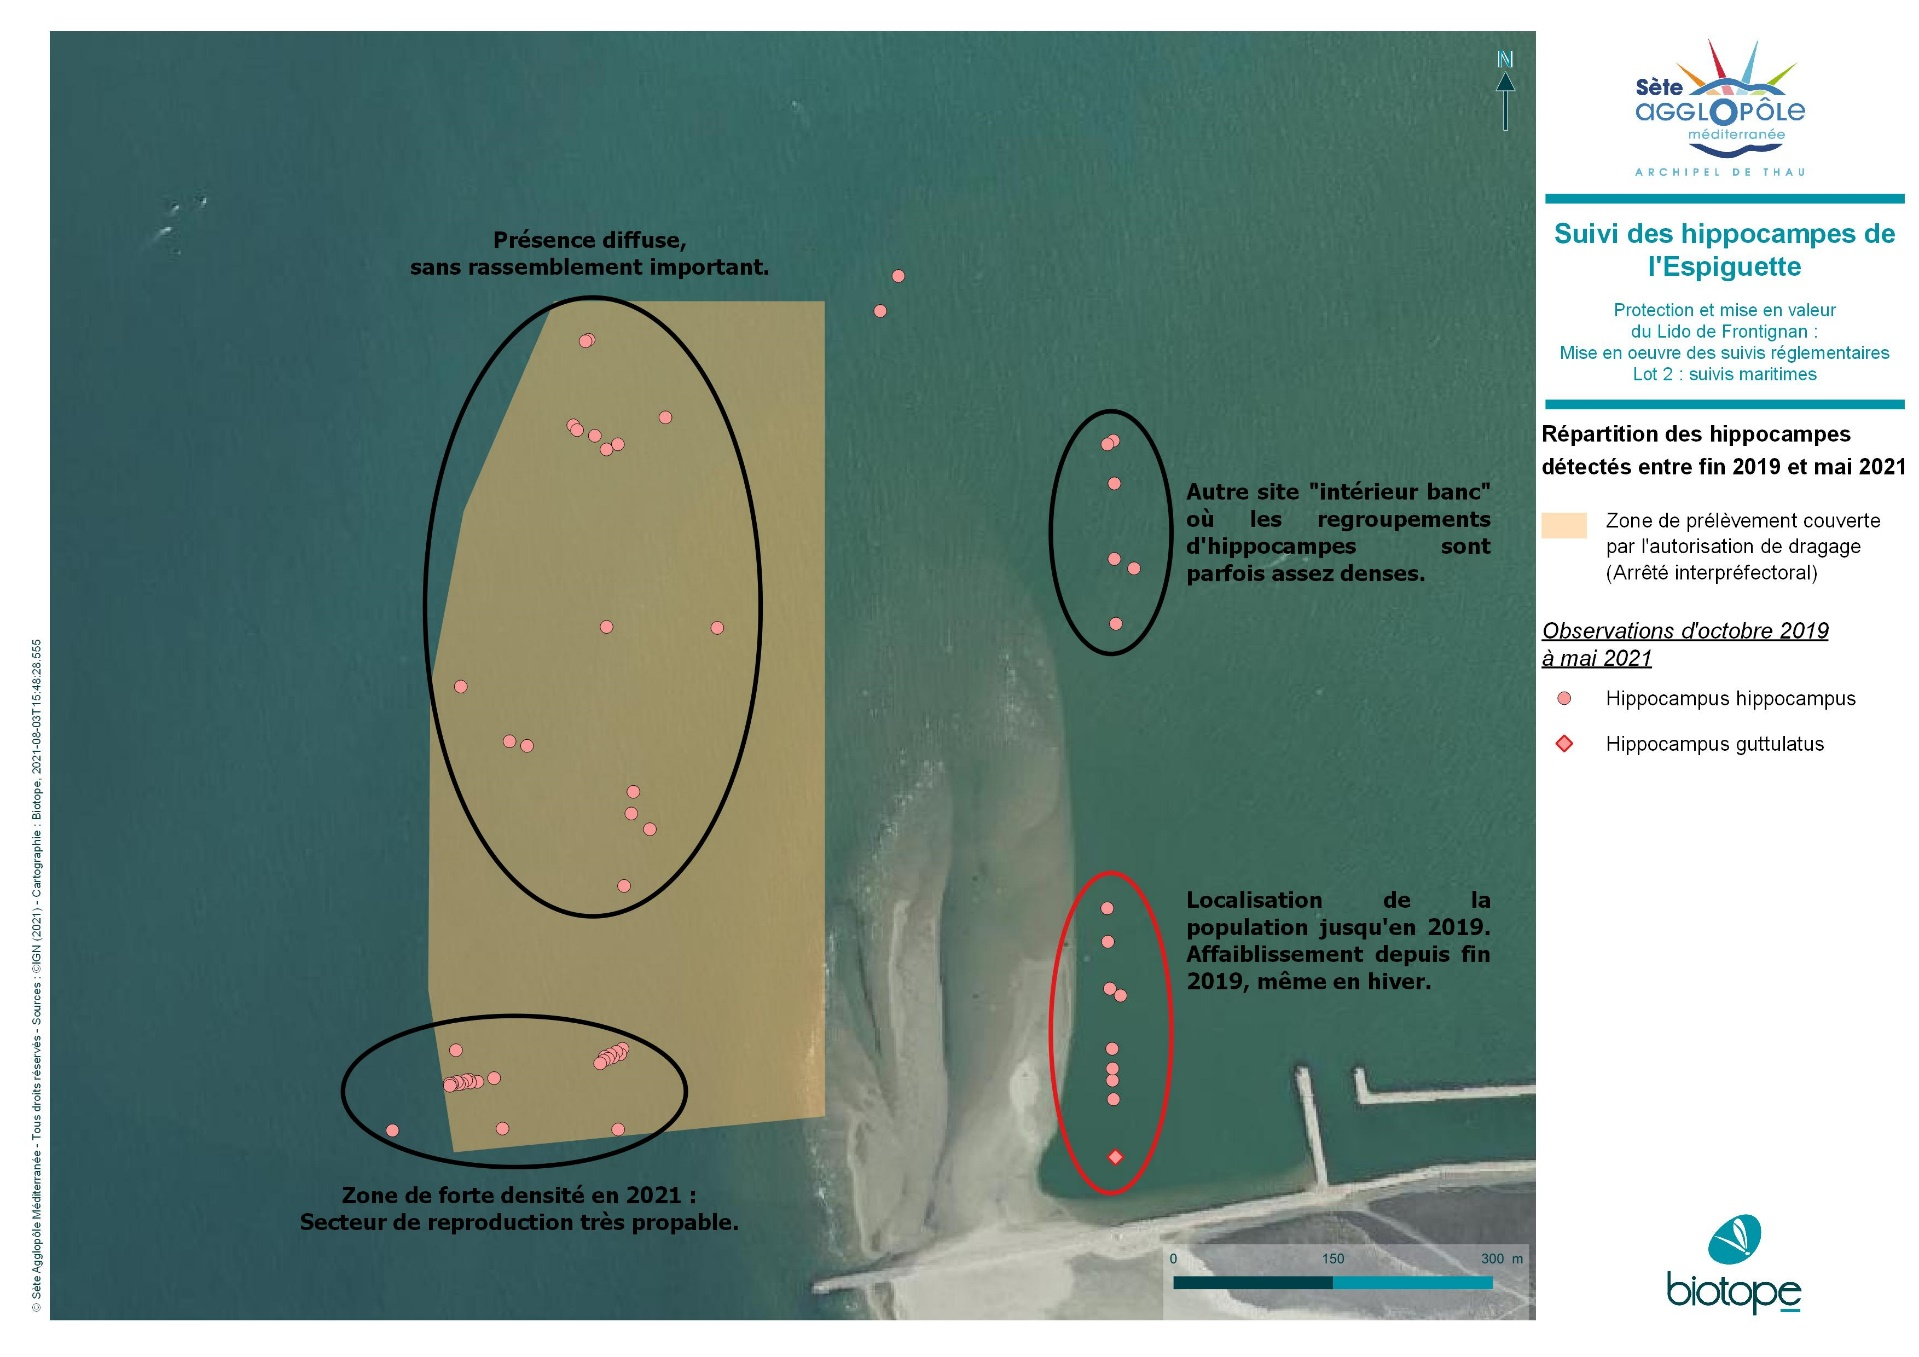 N
Présence diffuse,
sans rassemblement important.
Autre site "intérieur banc"
où les regroupements
d'hippocampes sont
parfois assez denses.
Localisation de la
population jusqu'en 2019.
Affaiblissement depuis fin
2019, même en hiver.
Zone de forte densité en 2021 :
Secteur de reproduction très propable.
0 150 300 m
© Sète Agglopôle Méditerranée - Tous droits réservés - Sources : ©IGN (2021) - Cartographie : Biotope, 2021-08-03T15:48:28.555
Sète
aGGLOPÔLe
méditerranée
ARCHIPEL DE THAU
Suivi des hippocampes de
l'Espiguette
Protection et mise en valeur
du Lido de Frontignan :
Mise en oeuvre des suivis réglementaires
Lot 2 : suivis maritimes
Répartition des hippocampes
détectés entre fin 2019 et mai 2021
Zone de prélèvement couverte
par l'autorisation de dragage
(Arrêté interpréfectoral)
Observations d'octobre 2019
à mai 2021
Hippocampus hippocampus
Hippocampus guttulatus
biotope